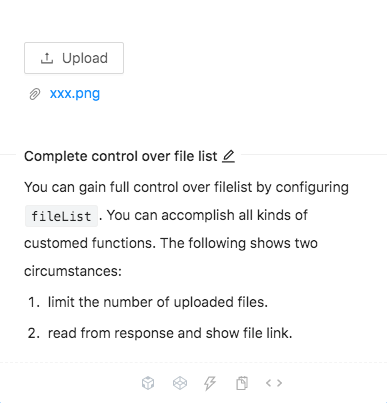 Upload
xxx.png
Complete control over file list
You can gain full control over filelist by configuring
fileList . You can accomplish all kinds of
customed functions. The following shows two
circumstances:
1. limit the number of uploaded files.
2. read from response and show file link.